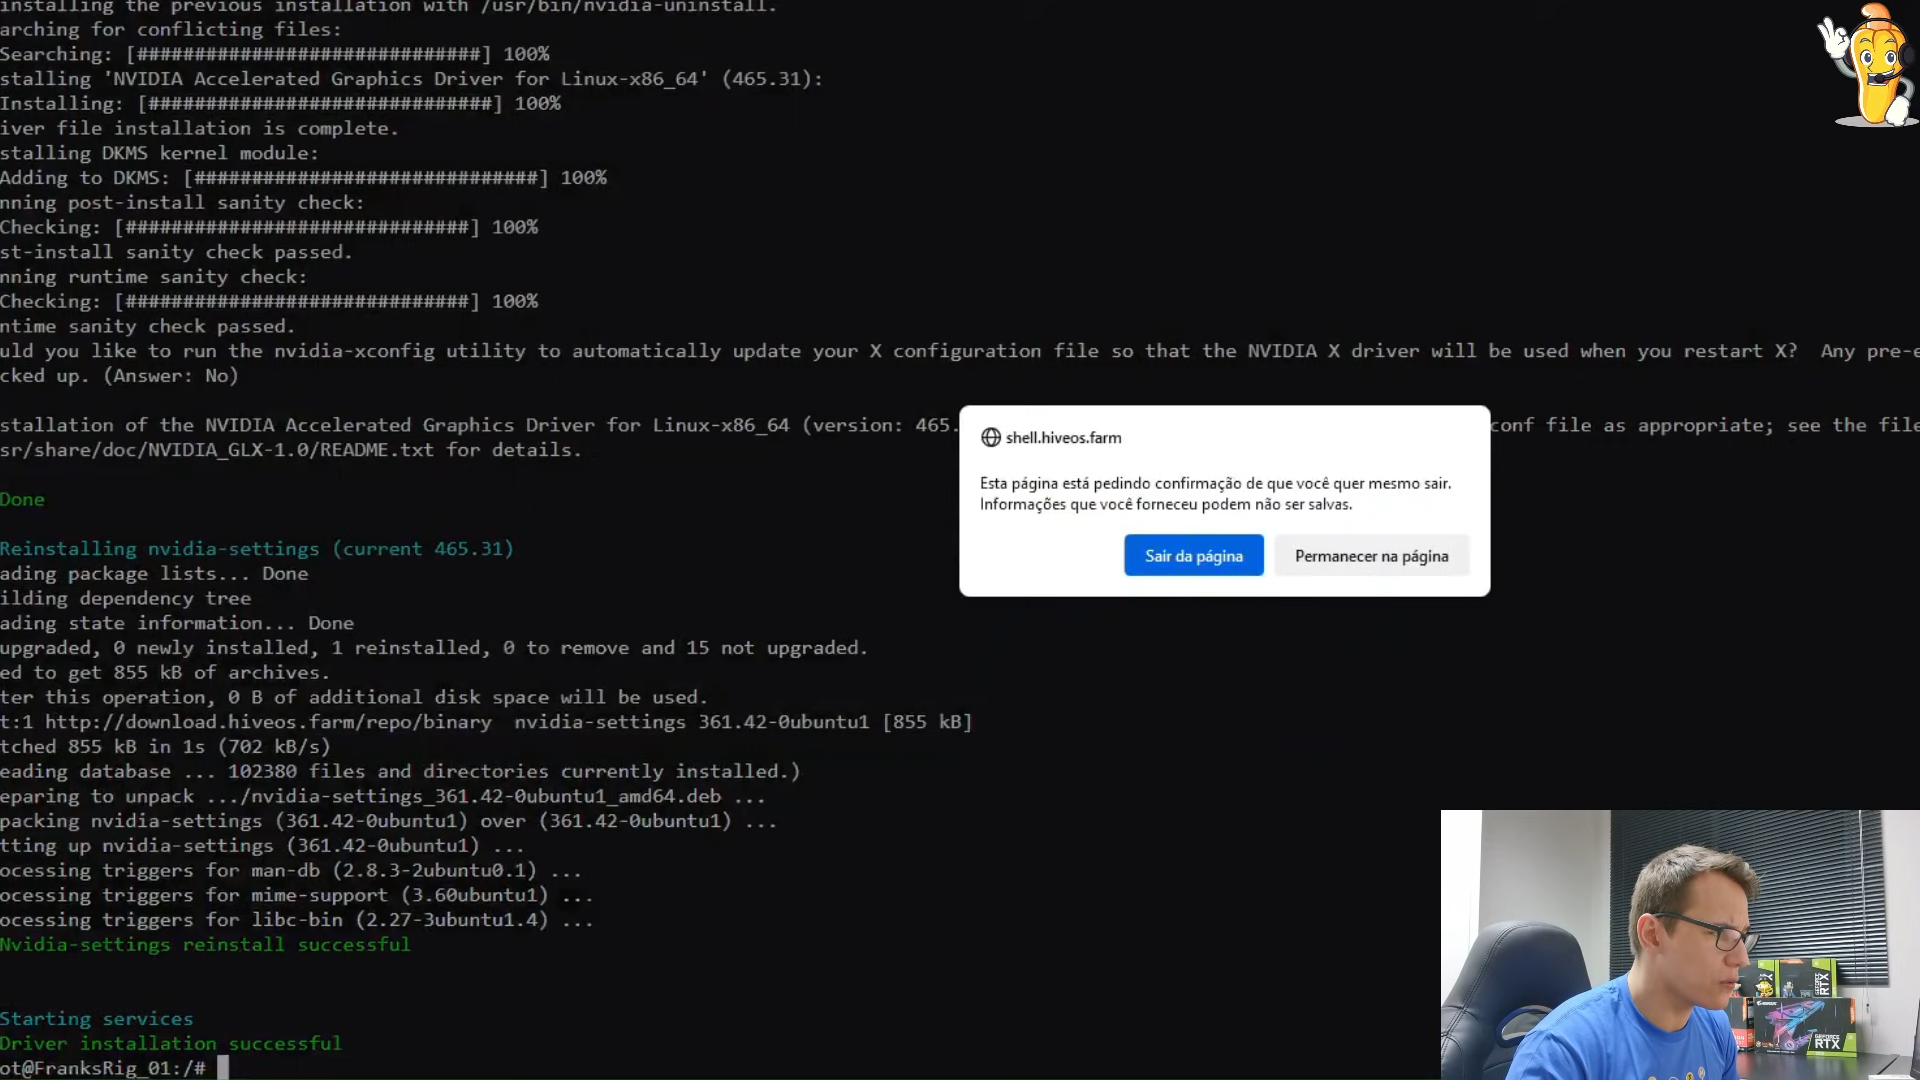 installing the previous installation with /usr/bin/nvidia-uninstall.
arching for conflicting files:
Searching: [##############################] 100%
stalling 'NVIDIA Accelerated Graphics Driver for Linux-x86_64' (465.31):
Installing: [##############################] 100%
iver file installation is complete.
stalling DKMS kernel module:
Adding to DKMS: [##############################] 100%
nning post-install sanity check:
Checking: [##############################] 100%
st-install sanity check passed.
nning runtime sanity check:
Checking: [##############################] 100%
ntime sanity check passed.
uld you like to run the nvidia-xconfig utility to automatically update your X configuration file so that the NVIDIA X driver will be used when you restart X?  Any pre-e
cked up. (Answer: No)
stallation of the NVIDIA Accelerated Graphics Driver for Linux-x86_64 (version: 465. conf file as appropriate; see the file
sr/share/doc/NVIDIA_GLX-1.0/README.txt for details.
Done
Reinstalling nvidia-settings (current 465.31)
ading package lists... Done
ilding dependency tree
ading state information... Done
upgraded, 0 newly installed, 1 reinstalled, 0 to remove and 15 not upgraded.
ed to get 855 kB of archives.
ter this operation, 0 B of additional disk space will be used.
t:1 http://download.hiveos.farm/repo/binary  nvidia-settings 361.42-0ubuntu1 [855 kB]
tched 855 kB in 1s (702 kB/s)
eading database ... 102380 files and directories currently installed.)
eparing to unpack .../nvidia-settings_361.42-0ubuntu1_amd64.deb ...
packing nvidia-settings (361.42-0ubuntu1) over (361.42-0ubuntu1) ...
tting up nvidia-settings (361.42-0ubuntu1) ...
ocessing triggers for man-db (2.8.3-2ubuntu0.1) ...
ocessing triggers for mime-support (3.60ubuntu1) ...
ocessing triggers for libc-bin (2.27-3ubuntu1.4) ...
Nvidia-settings reinstall successful
Starting services
Driver installation successful
ot@FranksRig_01:/#
shell.hiveos.farm
Esta página está pedindo confirmação de que você quer mesmo sair.
Informações que você forneceu podem não ser salvas.
Sair da página
Permanecer na página
RTX
GEFORCE
RTX